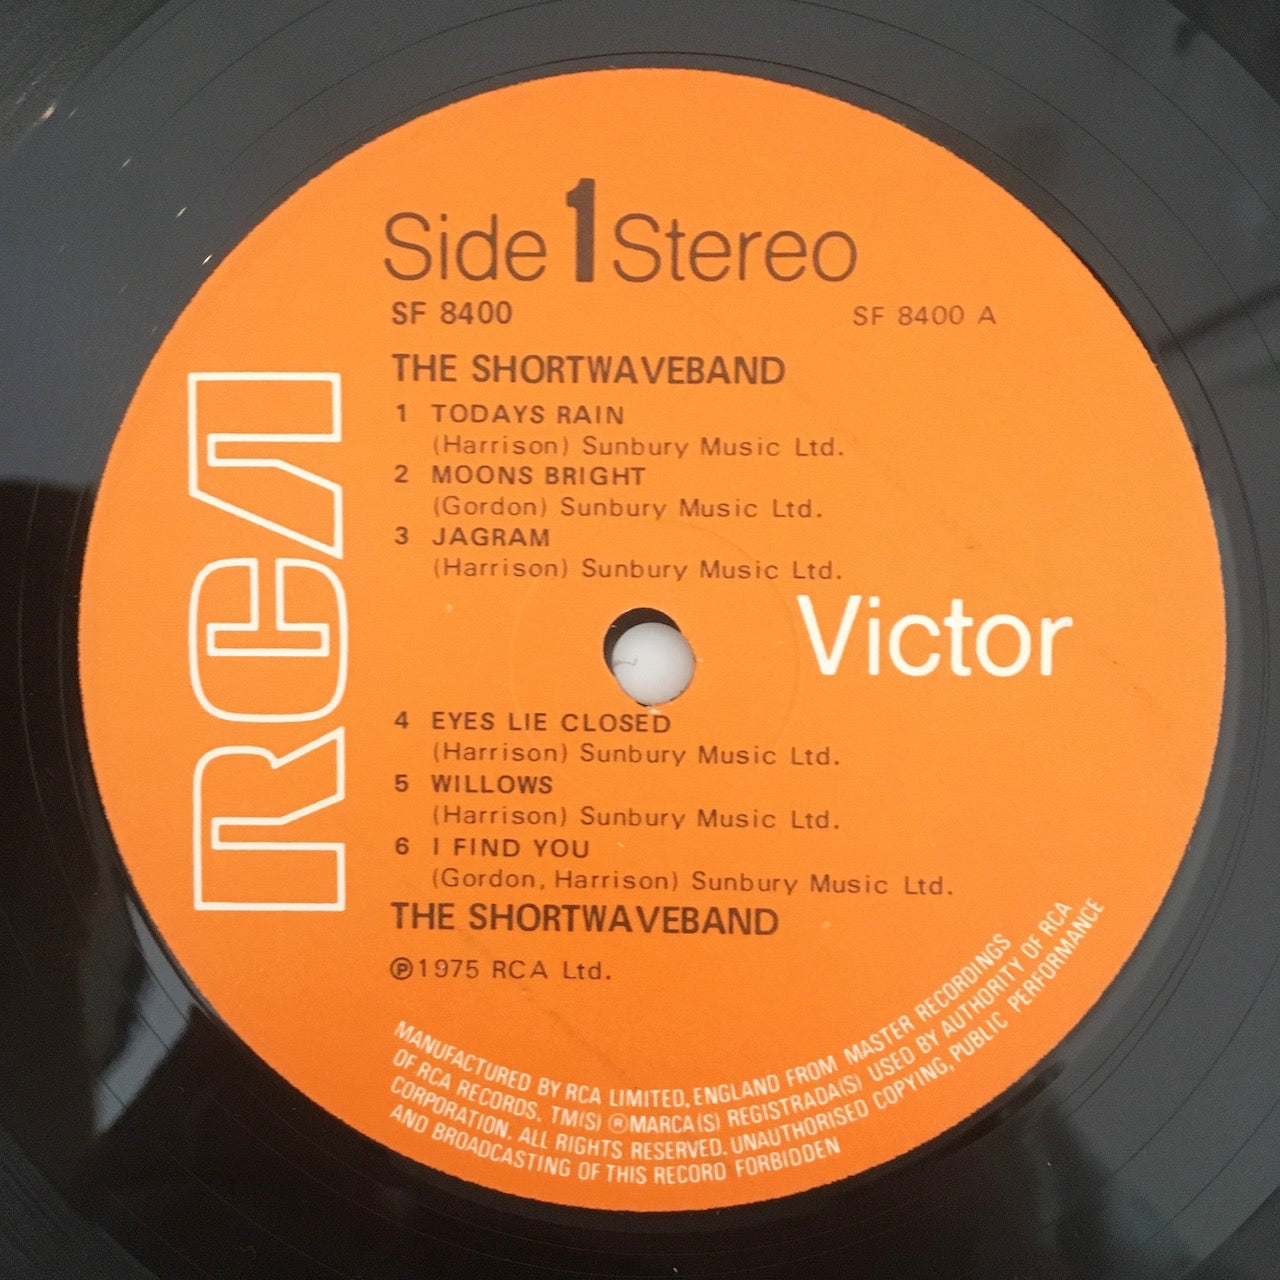 Side 1 Stereo
SF 8400 SF 8400 A
THE SHORTWAVEBAND
1 TODAYS RAIN
(Harrison) Sunbury Music Ltd.
2 MOONS BRIGHT
(Gordon) Sunbury Music Ltd.
3 JAGRAM
(Harrison) Sunbury Music Ltd.
RCA
Victor
4 EYES LIE CLOSED
(Harrison) Sunbury Music Ltd.
5 WILLOWS
(Harrison) Sunbury Music Ltd.
6 I FIND YOU
(Gordon, Harrison) Sunbury Music Ltd.
THE SHORTWAVEBAND
℗1975 RCA Ltd.
MANUFACTURED BY RCA LIMITED, ENGLAND FROM MASTER RECORDINGS
OF RCA RECORDS. TM(S) ®MARCA(S) REGISTRADA(S) USED BY AUTHORITY OF RCA
CORPORATION. ALL RIGHTS RESERVED. UNAUTHORISED COPYING, PUBLIC PERFORMANCE
AND BROADCASTING OF THIS RECORD FORBIDDEN